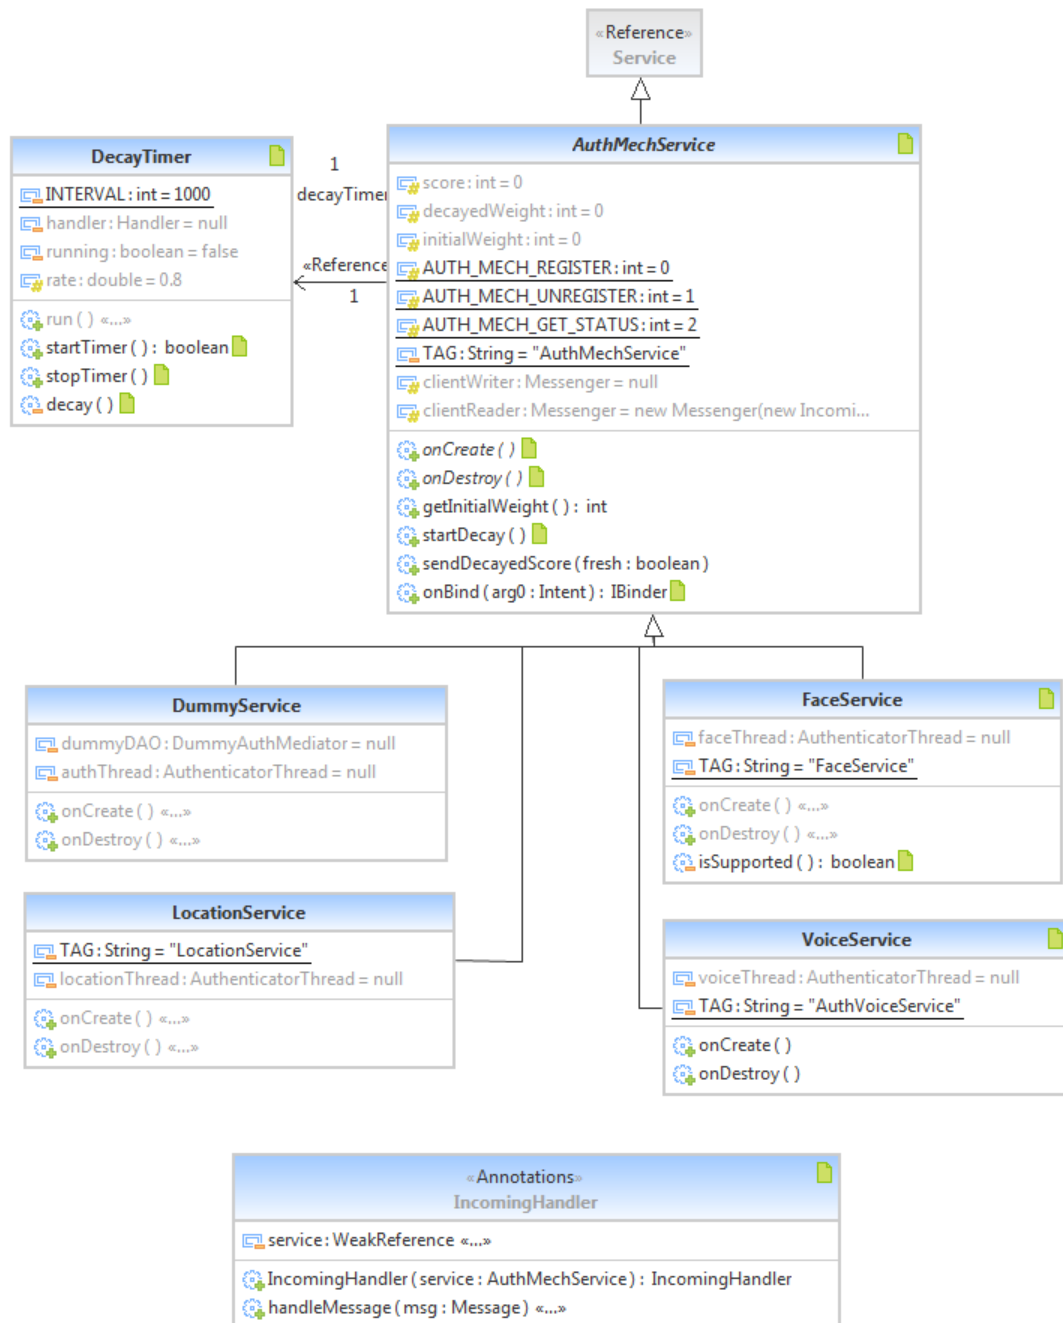 «Reference»
Service
DecayTimer
INTERVAL : int = 1000
handler : Handler = null
running : boolean = false
rate : double = 0.8
run ( ) «...»
startTimer ( ) : boolean
stopTimer ( )
decay ( )
1
decayTimer
«Reference
1
AuthMechService
score : int = 0
decayedWeight : int = 0
initialWeight : int = 0
AUTH_MECH_REGISTER : int = 0
AUTH_MECH_UNREGISTER : int = 1
AUTH_MECH_GET_STATUS : int = 2
TAG : String = "AuthMechService"
clientWriter : Messenger = null
clientReader : Messenger = new Messenger(new Incomi...
onCreate ( )
onDestroy ( )
getInitialWeight ( ) : int
startDecay ( )
sendDecayedScore ( fresh : boolean )
onBind ( arg0 : Intent ) : IBinder
DummyService
dummyDAO : DummyAuthMediator = null
authThread : AuthenticatorThread = null
onCreate ( ) «...»
onDestroy ( ) «...»
FaceService
faceThread : AuthenticatorThread = null
TAG : String = "FaceService"
onCreate ( ) «...»
onDestroy ( ) «...»
isSupported ( ) : boolean
LocationService
TAG : String = "LocationService"
locationThread : AuthenticatorThread = null
onCreate ( ) «...»
onDestroy ( ) «...»
VoiceService
voiceThread : AuthenticatorThread = null
TAG : String = "AuthVoiceService"
onCreate ( )
onDestroy ( )
«Annotations»
IncomingHandler
service : WeakReference «...»
IncomingHandler ( service : AuthMechService ) : IncomingHandler
handleMessage ( msg : Message ) «...»